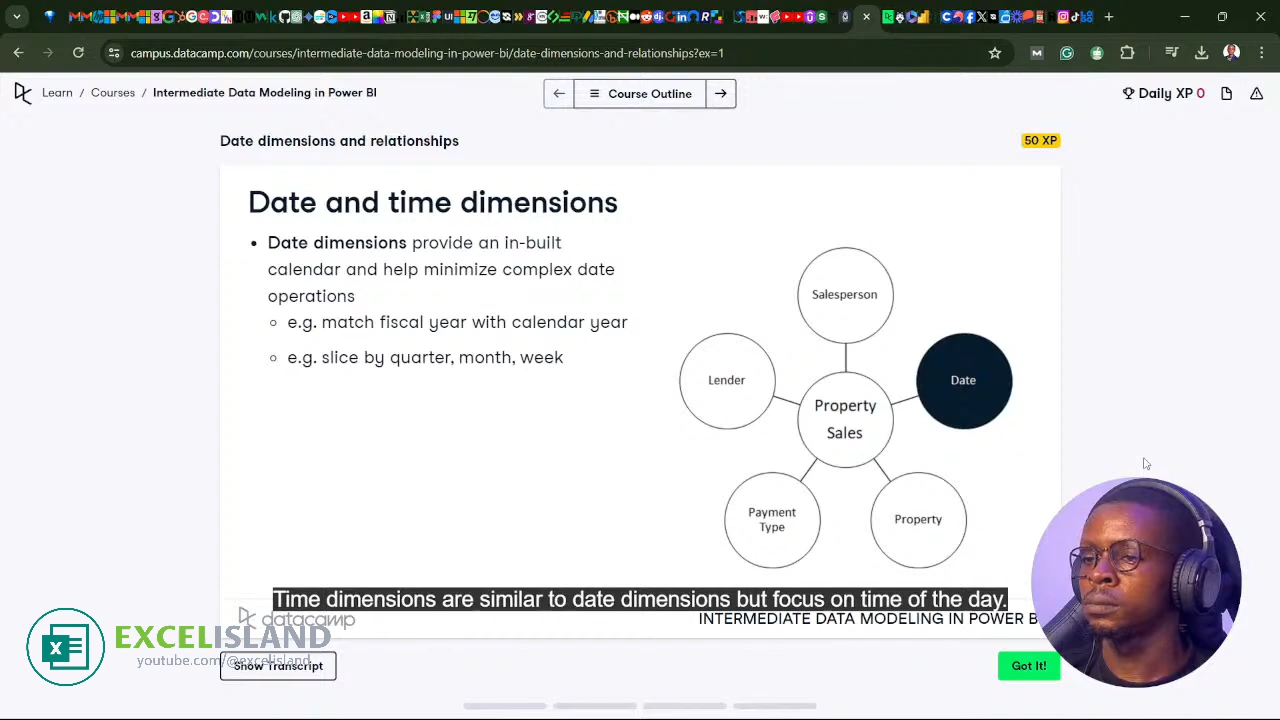 campus.datacamp.com/courses/intermediate-data-modeling-in-power-bi/date-dimensions-and-relationships?ex=1
Learn / Courses / Intermediate Data Modeling in Power BI
Course Outline
Daily XP 0
Date dimensions and relationships
50 XP
Date and time dimensions
• Date dimensions provide an in-built
calendar and help minimize complex date
operations
○ e.g. match fiscal year with calendar year
○ e.g. slice by quarter, month, week
Salesperson
Lender
Date
Property
Sales
Payment
Type
Property
Time dimensions are similar to date dimensions but focus on time of the day.
datacamp
INTERMEDIATE DATA MODELING IN POWER B
EXCELISLAND
youtube.com/@excelisland
Show Transcript
Got It!